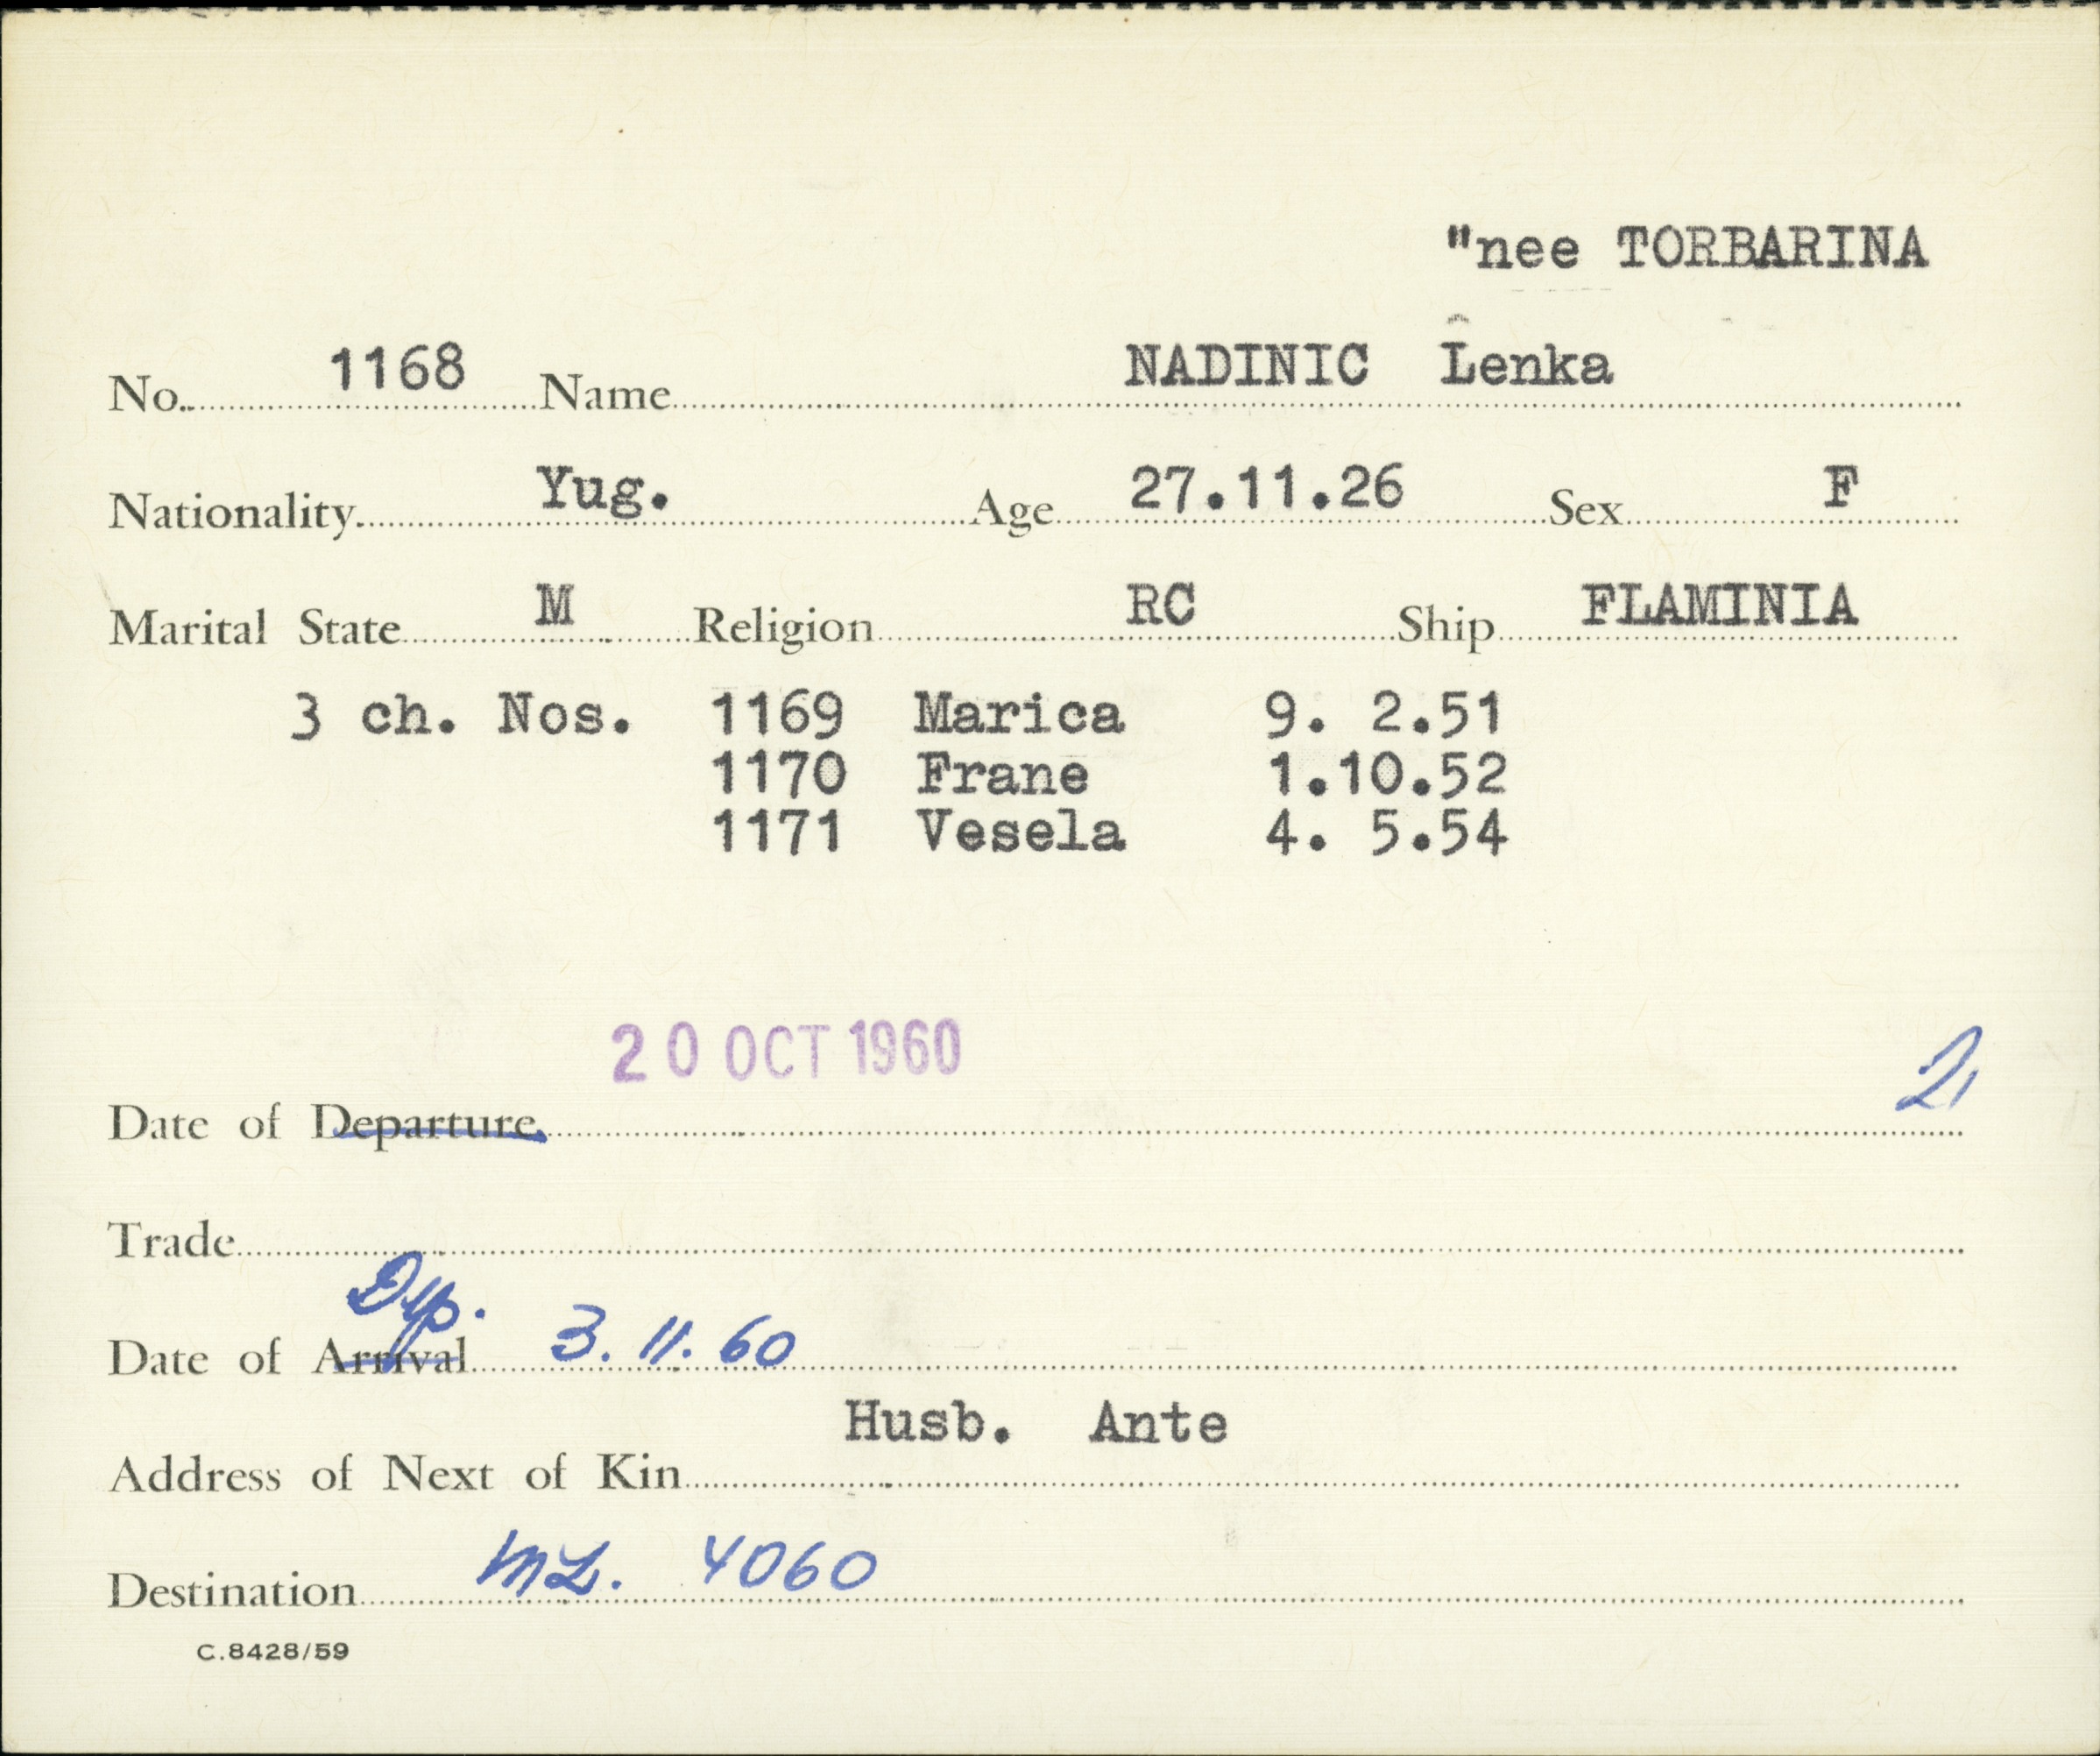 "nee TORBARINA
No. 1168 Name NADINIC Lenka
Nationality Yug. Age 27.11.26 Sex F
Marital State M Religion RC Ship FLAMINIA
3 ch. Nos. 1169 Marica 9. 2.51
1170 Frane 1.10.52
1171 Vesela 4. 5.54
20 OCT 1960
2,
Date of Departure
Trade
Dep.
Date of Arrival 3.11.60
Husb. Ante
Address of Next of Kin
Destination ML. 4060
C.8428/59